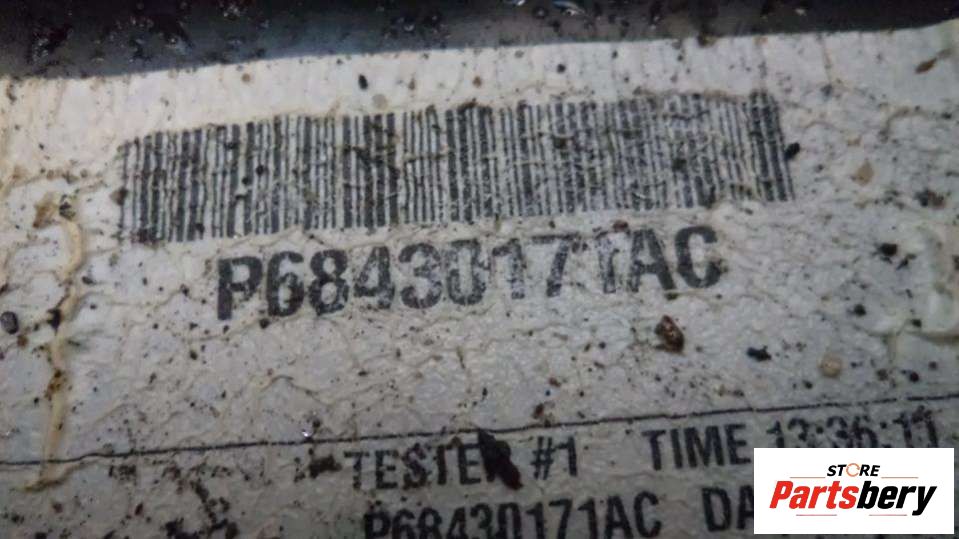 P68430171AC
TESTER #1 TIME 13:36:11
P68430171AC DA
STORE
Partsbery